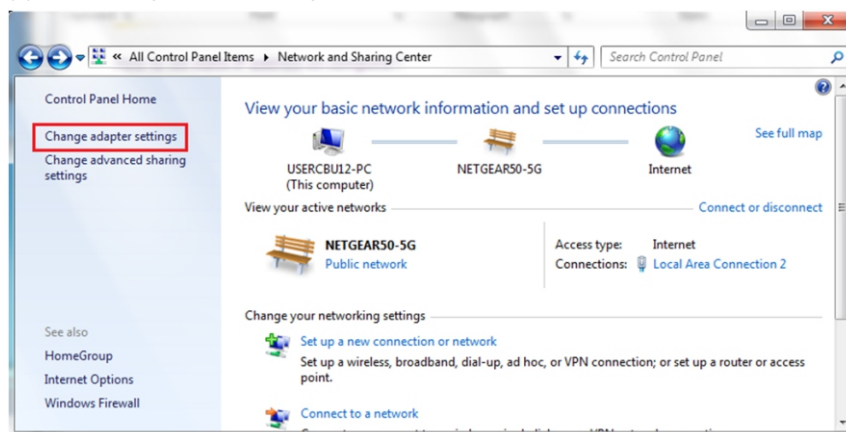 « All Control Panel Items ▸ Network and Sharing Center
Search Control Panel
Control Panel Home
Change adapter settings
Change advanced sharing
settings
See also
HomeGroup
Internet Options
Windows Firewall
View your basic network information and set up connections
See full map
USERCBU12-PC
(This computer)
NETGEAR50-5G
Internet
View your active networks
Connect or disconnect
NETGEAR50-5G
Public network
Access type: Internet
Connections: Local Area Connection 2
Change your networking settings
Set up a new connection or network
Set up a wireless, broadband, dial-up, ad hoc, or VPN connection; or set up a router or access
point.
Connect to a network